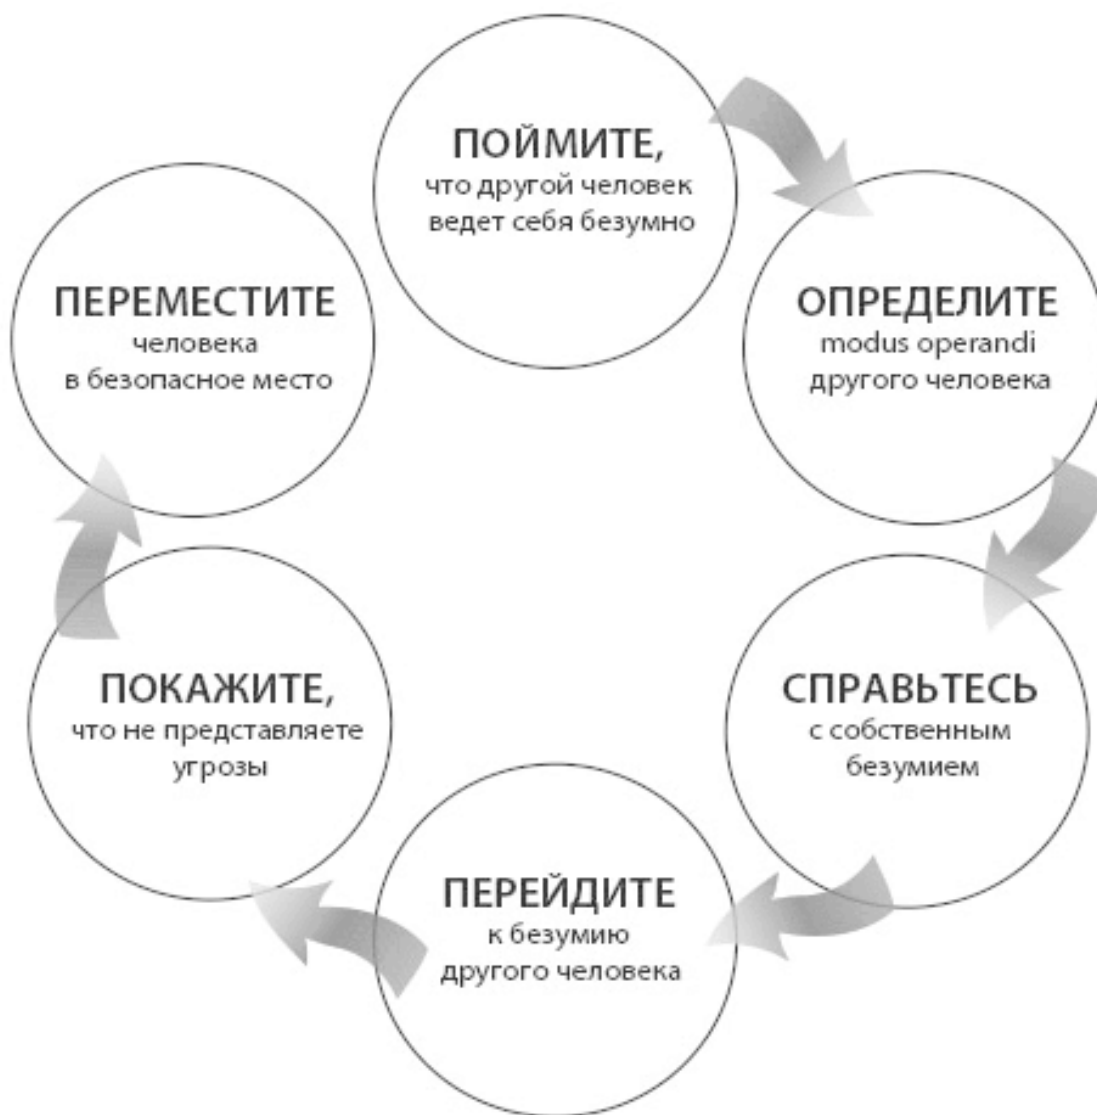 ПОЙМИТЕ,
что другой человек
ведет себя безумно
ОПРЕДЕЛИТЕ
modus operandi
другого человека
СПРАВЬТЕСЬ
с собственным
безумием
ПЕРЕЙДИТЕ
к безумию
другого человека
ПОКАЖИТЕ,
что не представляете
угрозы
ПЕРЕМЕСТИТЕ
человека
в безопасное место